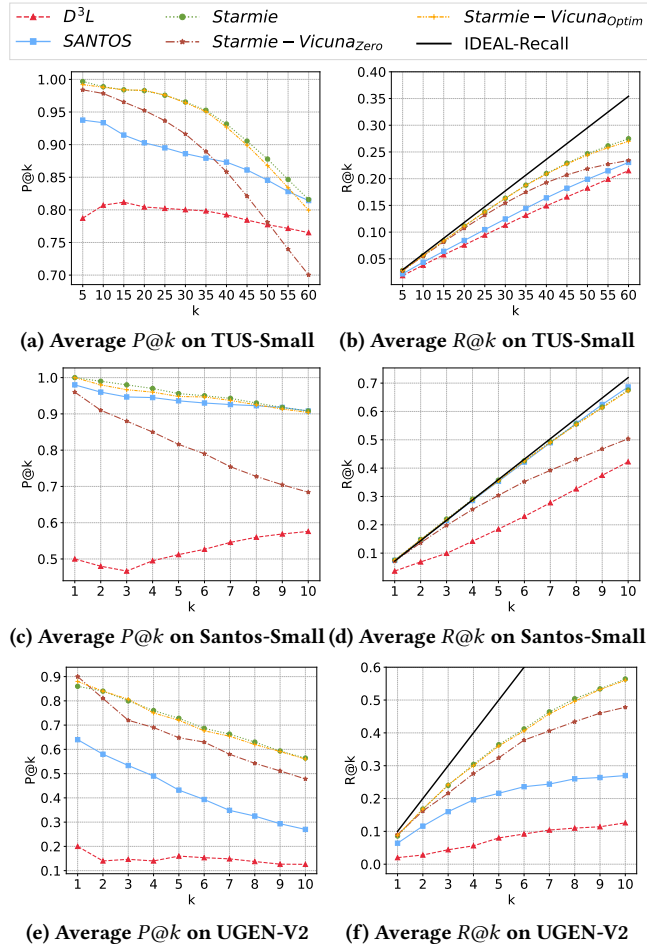 D³L
Starmie
Starmie − Vicuna_Optim
SANTOS
Starmie − Vicuna_Zero
IDEAL-Recall
1.00
0.95
0.90
0.85
0.80
0.75
0.70
P@k
5 10 15 20 25 30 35 40 45 50 55 60
k
0.40
0.35
0.30
0.25
0.20
0.15
0.10
0.05
R@k
5 10 15 20 25 30 35 40 45 50 55 60
k
(a) Average P@k on TUS-Small
(b) Average R@k on TUS-Small
1.0
0.9
0.8
0.7
0.6
0.5
P@k
1 2 3 4 5 6 7 8 9 10
k
0.7
0.6
0.5
0.4
0.3
0.2
0.1
R@k
1 2 3 4 5 6 7 8 9 10
k
(c) Average P@k on Santos-Small
(d) Average R@k on Santos-Small
0.9
0.8
0.7
0.6
0.5
0.4
0.3
0.2
0.1
P@k
1 2 3 4 5 6 7 8 9 10
k
0.6
0.5
0.4
0.3
0.2
0.1
0.0
R@k
1 2 3 4 5 6 7 8 9 10
k
(e) Average P@k on UGEN-V2
(f) Average R@k on UGEN-V2